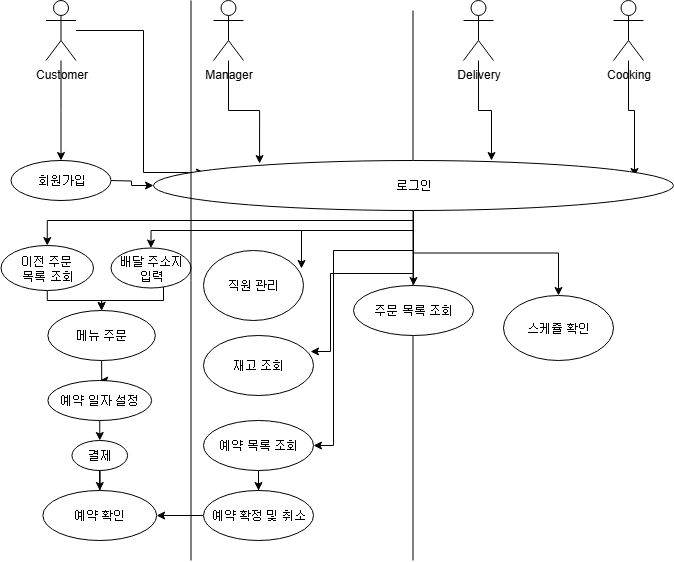 Customer
Manager
Delivery
Cooking
회원가입
로그인
이전 주문
목록 조회
배달 주소지
입력
직원 관리
주문 목록 조회
스케쥴 확인
메뉴 주문
재고 조회
예약 일자 설정
결제
예약 목록 조회
예약 확인
예약 확정 및 취소